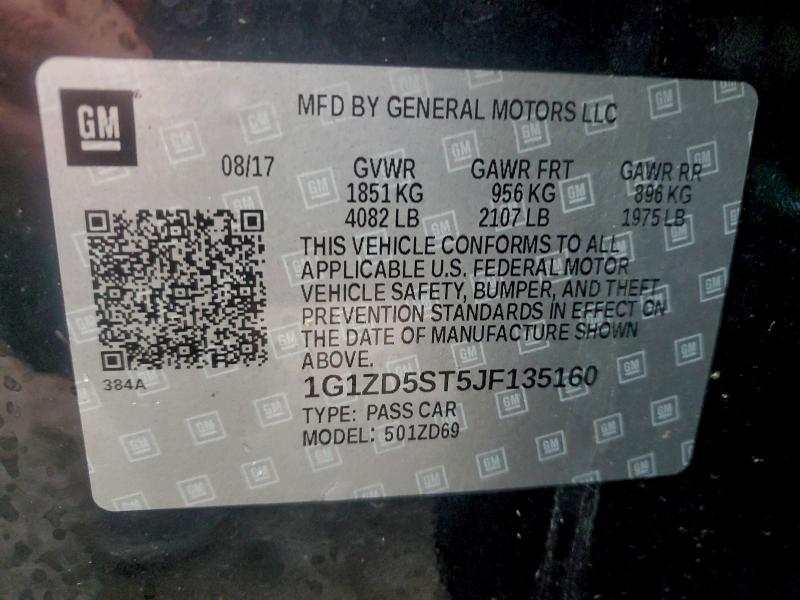 GM
MFD BY GENERAL MOTORS LLC
08/17 GVWR GAWR FRT GAWR RR
1851 KG 956 KG 896 KG
4082 LB 2107 LB 1975 LB
THIS VEHICLE CONFORMS TO ALL
APPLICABLE U.S. FEDERAL MOTOR
VEHICLE SAFETY, BUMPER, AND THEFT
PREVENTION STANDARDS IN EFFECT ON
THE DATE OF MANUFACTURE SHOWN
ABOVE.
384A
1G1ZD5ST5JF135160
TYPE: PASS CAR
MODEL: 501ZD69